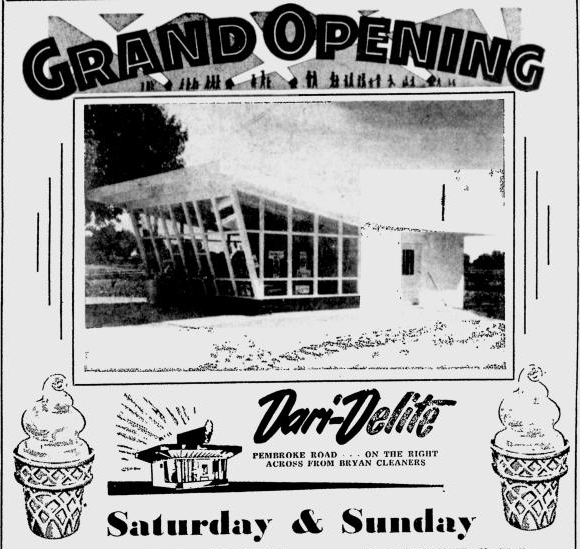 GRAND OPENING
Dari-Delite
PEMBROKE ROAD . . . ON THE RIGHT
ACROSS FROM BRYAN CLEANERS
Saturday & Sunday